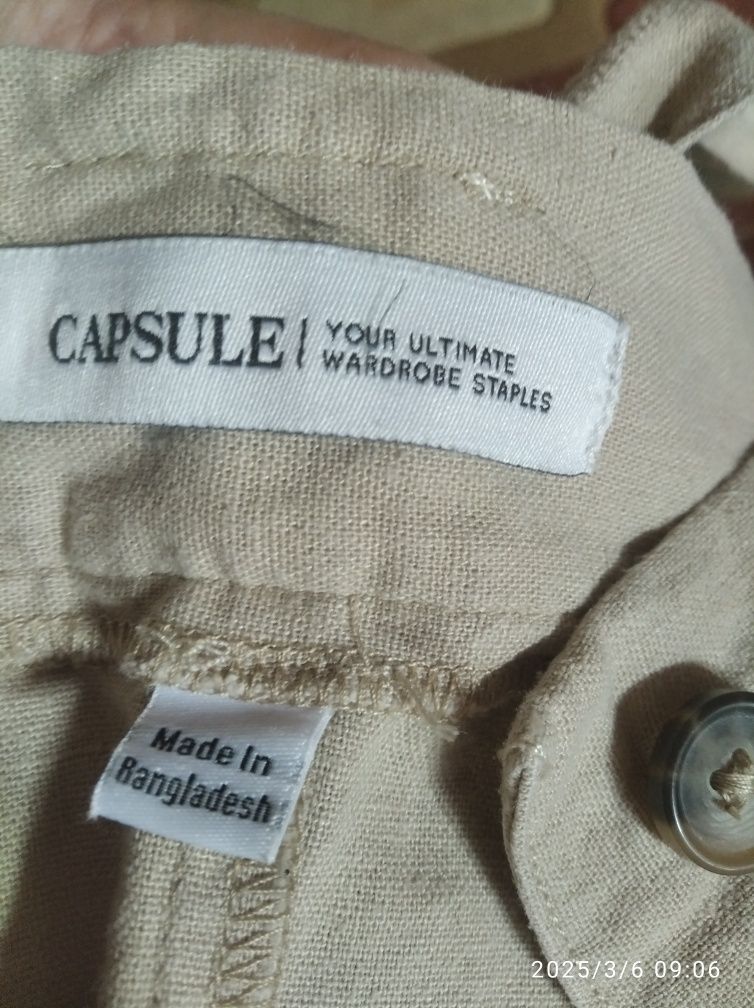 CAPSULE | YOUR ULTIMATE
WARDROBE STAPLES
Made In
Bangladesh
2025/3/6 09:06